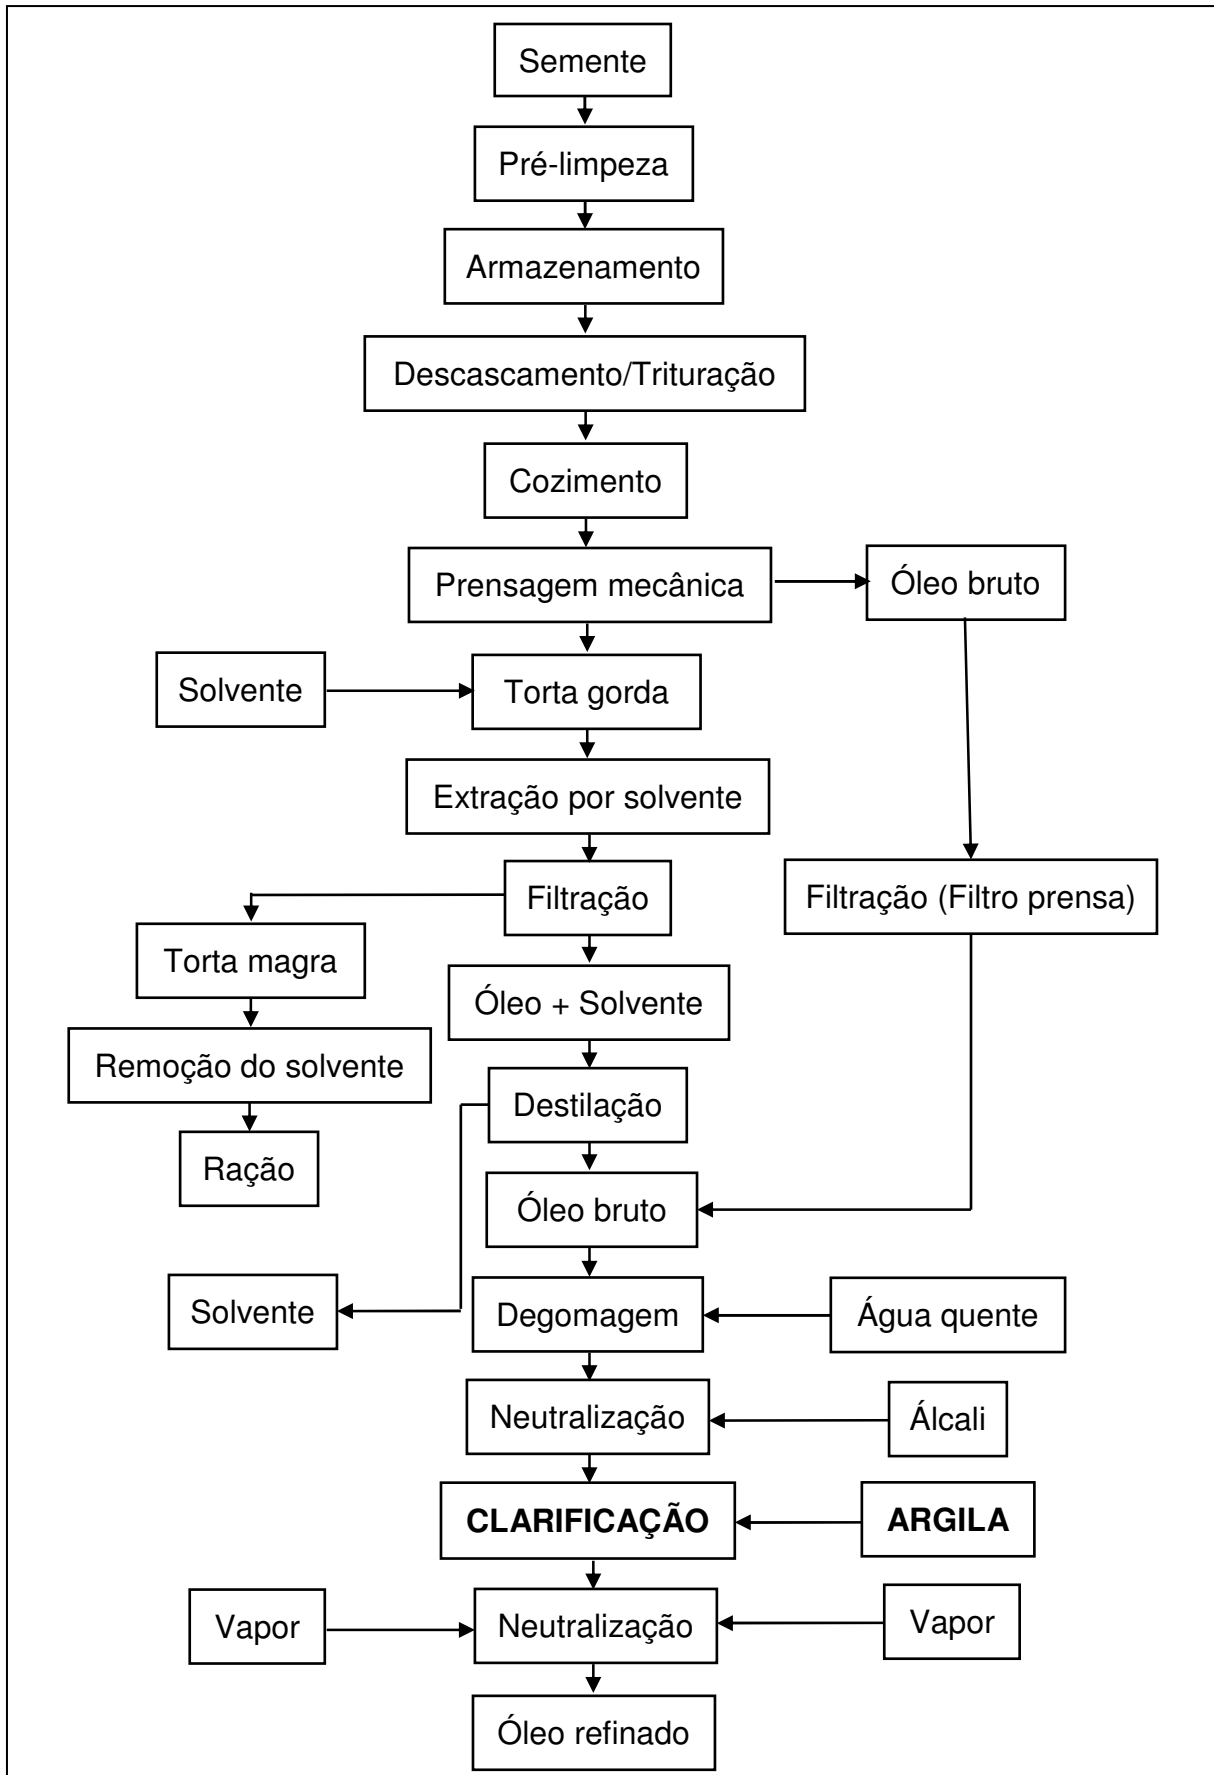 Semente
Pré-limpeza
Armazenamento
Descascamento/Trituração
Cozimento
Prensagem mecânica
Óleo bruto
Solvente
Torta gorda
Extração por solvente
Filtração
Filtração (Filtro prensa)
Torta magra
Óleo + Solvente
Remoção do solvente
Destilação
Ração
Óleo bruto
Solvente
Degomagem
Água quente
Neutralização
Álcali
CLARIFICAÇÃO
ARGILA
Vapor
Neutralização
Vapor
Óleo refinado